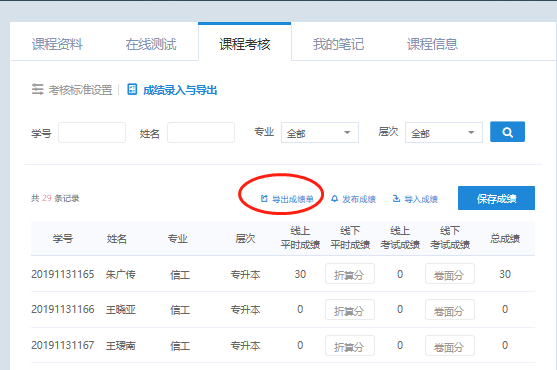 课程资料 在线测试 课程考核 我的笔记 课程信息
考核标准设置 成绩录入与导出
学号 姓名 专业 全部 层次 全部
共 29 条记录 导出成绩单 发布成绩 导入成绩 保存成绩
学号 姓名 专业 层次 线上平时成绩 线下平时成绩 线上考试成绩 线下考试成绩 总成绩
20191131165 朱广传 信工 专升本 30 折算分 0 卷面分 30
20191131166 王晓亚 信工 专升本 0 折算分 0 卷面分 0
20191131167 王瑷南 信工 专升本 0 折算分 0 卷面分 0